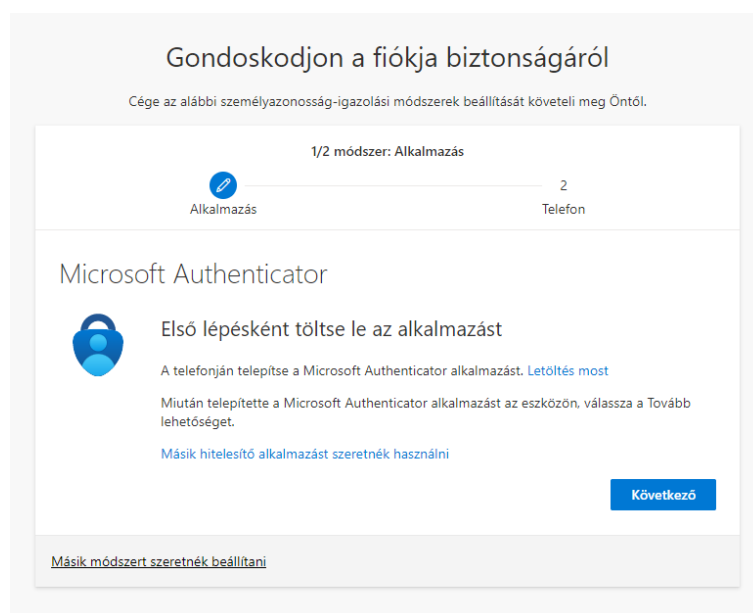 Gondoskodjon a fiókja biztonságáról
Cége az alábbi személyazonosság-igazolási módszerek beállítását követeli meg Öntől.
1/2 módszer: Alkalmazás
2
Alkalmazás
Telefon
Microsoft Authenticator
Első lépésként töltse le az alkalmazást
A telefonján telepítse a Microsoft Authenticator alkalmazást. Letöltés most
Miután telepítette a Microsoft Authenticator alkalmazást az eszközön, válassza a Tovább
lehetőséget.
Másik hitelesítő alkalmazást szeretnék használni
Következő
Másik módszert szeretnék beállítani